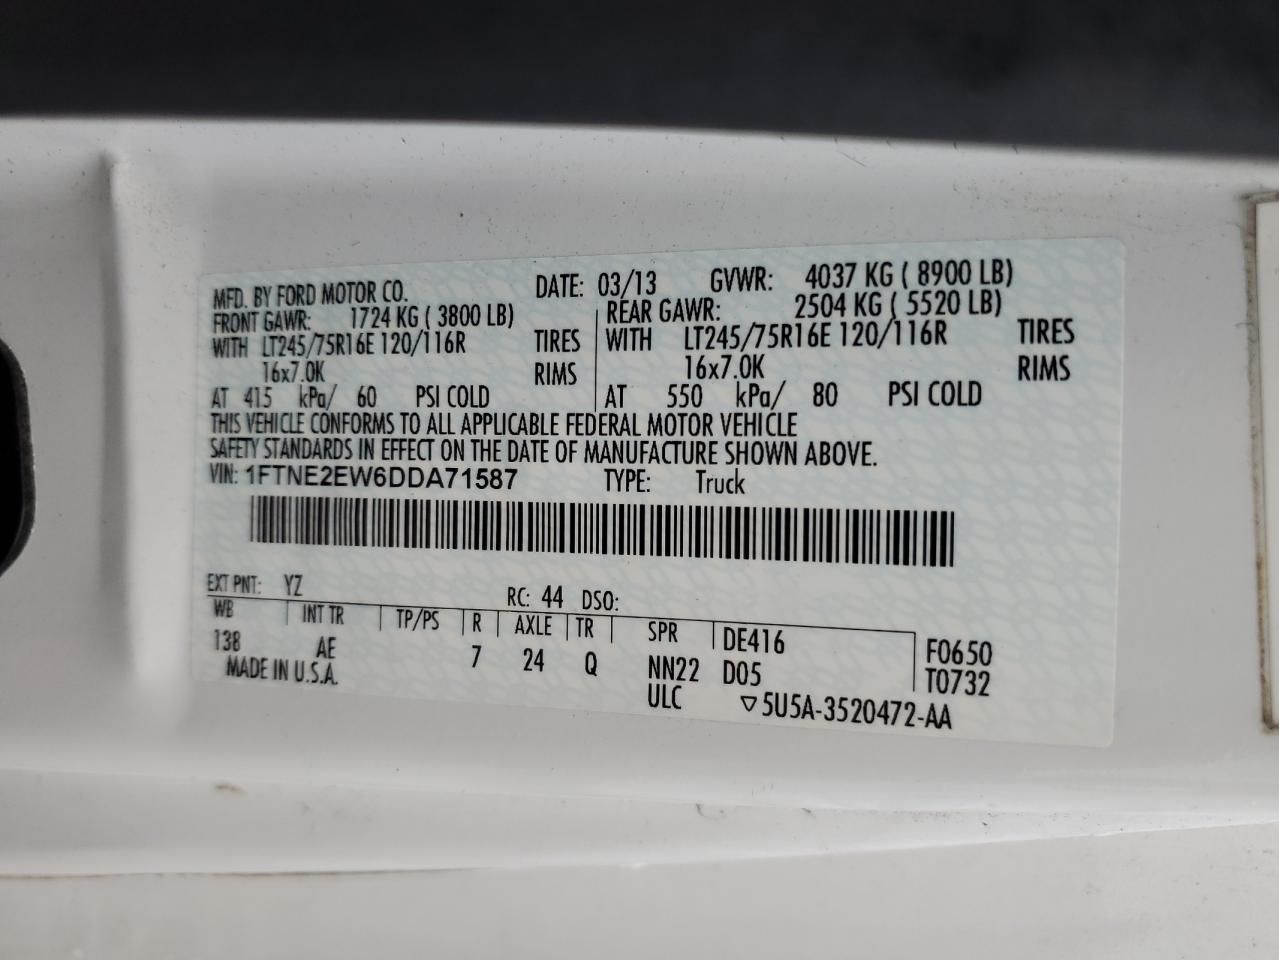 MFD. BY FORD MOTOR CO. DATE: 03/13 GVWR: 4037 KG ( 8900 LB)
FRONT GAWR: 1724 KG ( 3800 LB) REAR GAWR: 2504 KG ( 5520 LB)
WITH LT245/75R16E 120/116R TIRES WITH LT245/75R16E 120/116R TIRES
16x7.0K RIMS 16x7.0K RIMS
AT 415 kPa/ 60 PSI COLD AT 550 kPa/ 80 PSI COLD
THIS VEHICLE CONFORMS TO ALL APPLICABLE FEDERAL MOTOR VEHICLE
SAFETY STANDARDS IN EFFECT ON THE DATE OF MANUFACTURE SHOWN ABOVE.
VIN: 1FTNE2EW6DDA71587 TYPE: Truck
EXT PNT: YZ RC: 44 DSO:
WB INT TR TP/PS R AXLE TR SPR DE416 F0650
138 AE 7 24 Q NN22 D05 T0732
MADE IN U.S.A. ULC ▽5U5A-3520472-AA